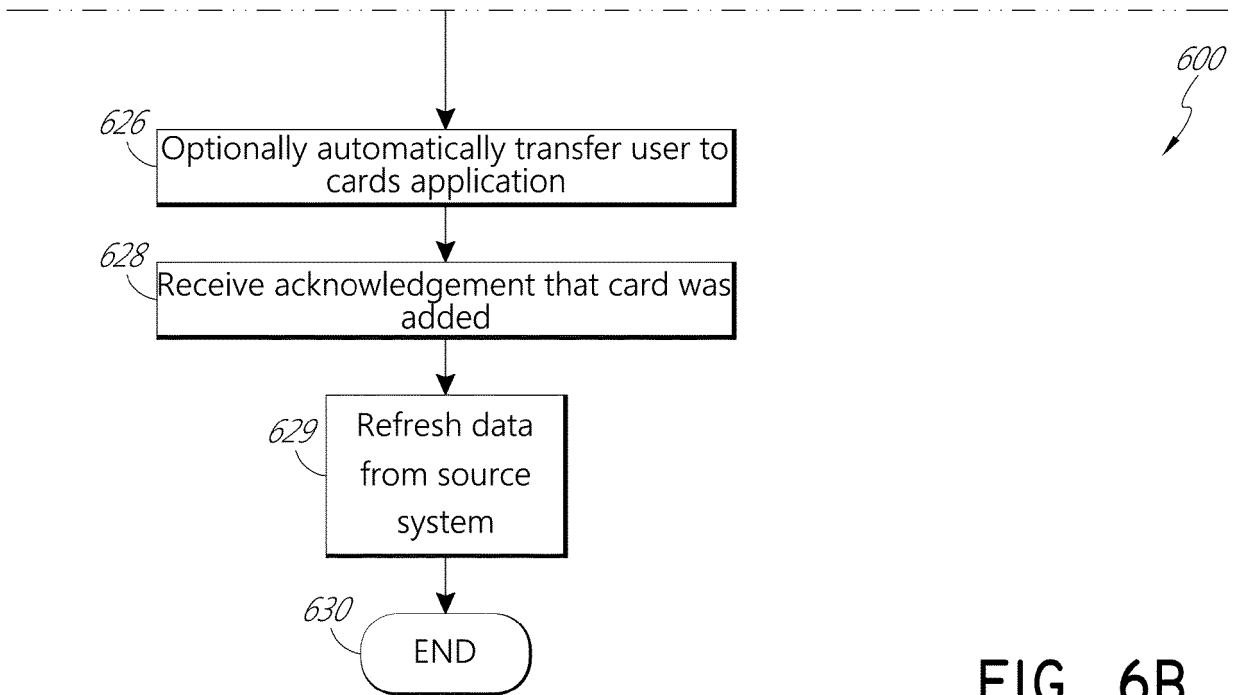 600
626
Optionally automatically transfer user to
cards application
628
Receive acknowledgement that card was
added
629
Refresh data
from source
system
630
END
FIG. 6B